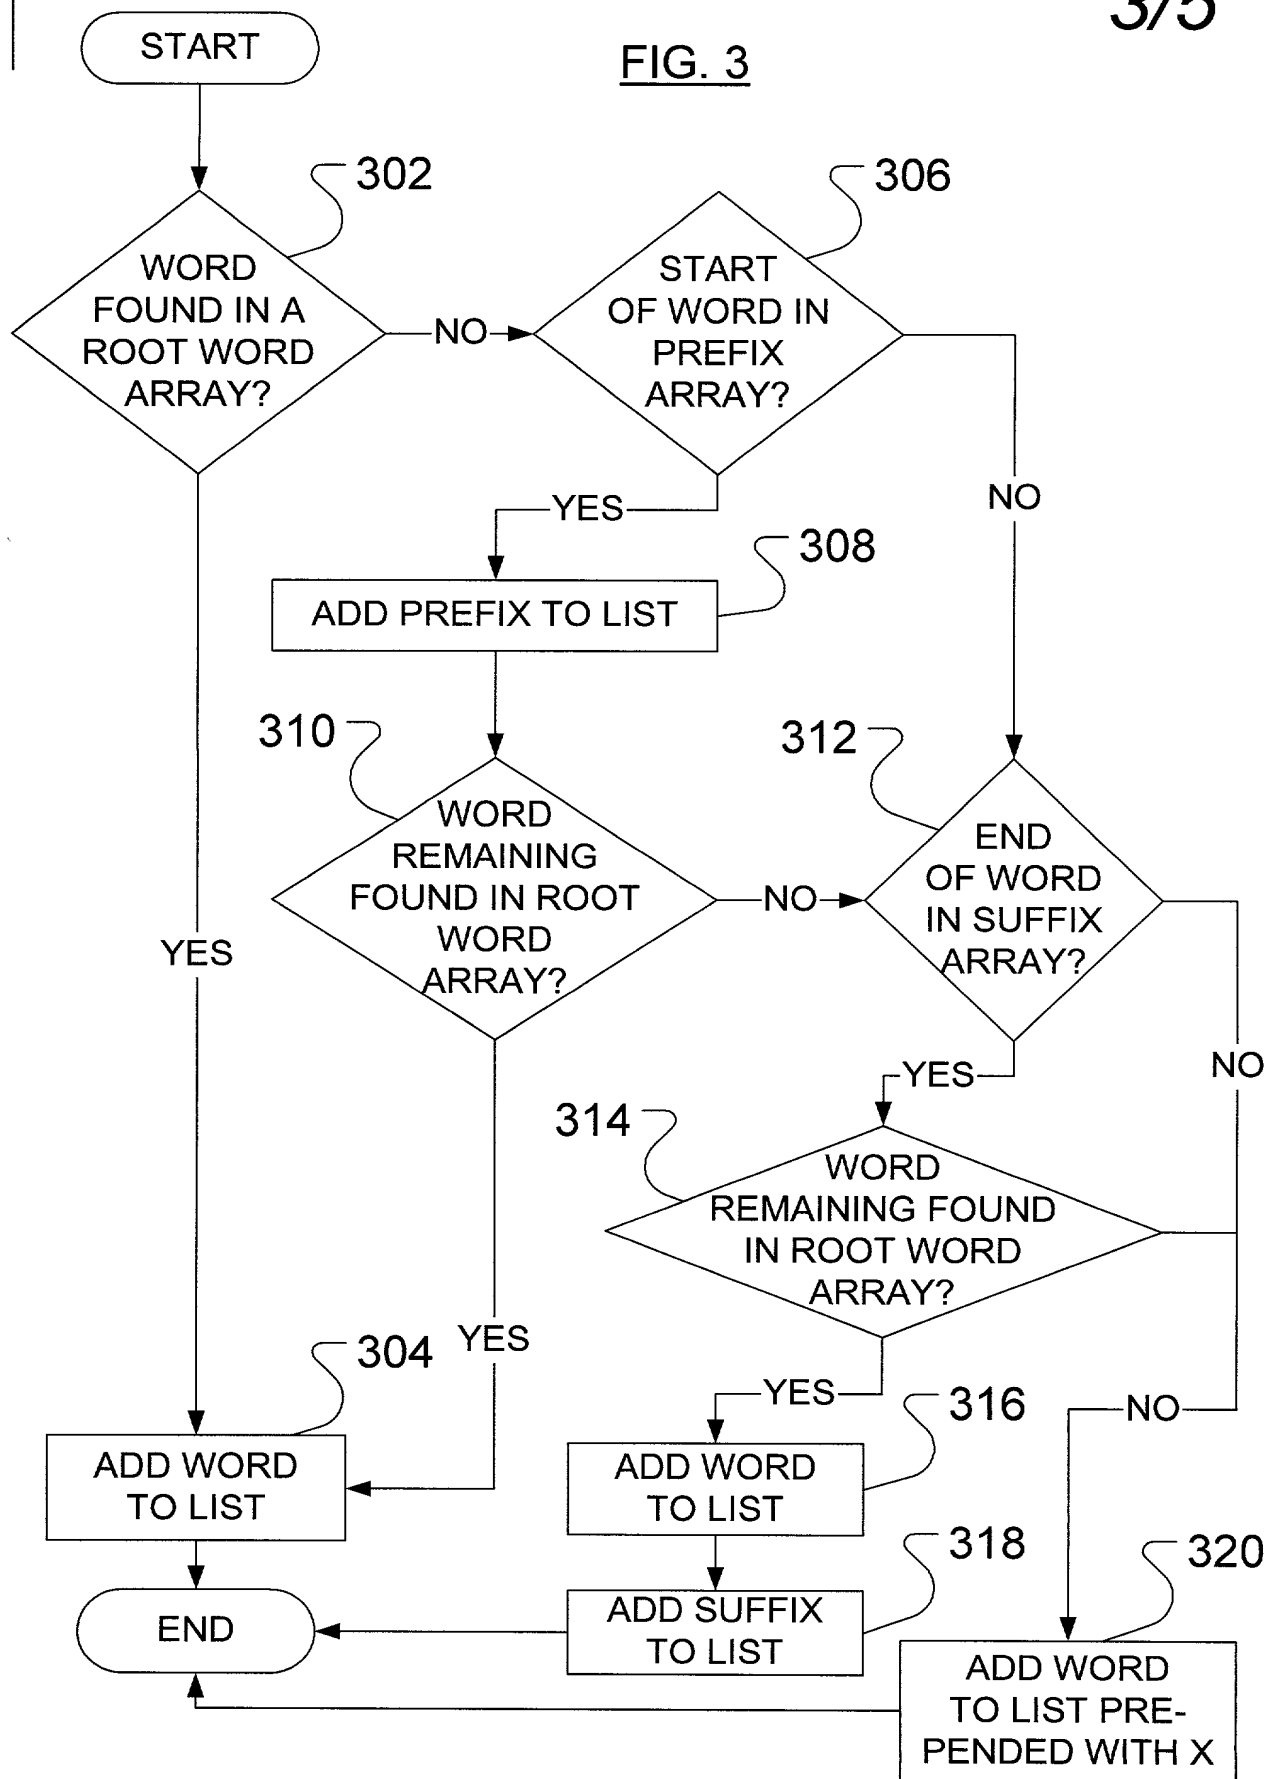 3/5
START
FIG. 3
302
306
WORD
FOUND IN A
ROOT WORD
ARRAY?
NO
START
OF WORD IN
PREFIX
ARRAY?
NO
YES
308
ADD PREFIX TO LIST
310
312
WORD
REMAINING
FOUND IN ROOT
WORD
ARRAY?
NO
END
OF WORD
IN SUFFIX
ARRAY?
YES
NO
YES
314
WORD
REMAINING FOUND
IN ROOT WORD
ARRAY?
YES
304
YES
316
NO
ADD WORD
TO LIST
ADD WORD
TO LIST
318
320
END
ADD SUFFIX
TO LIST
ADD WORD
TO LIST PRE-
PENDED WITH X